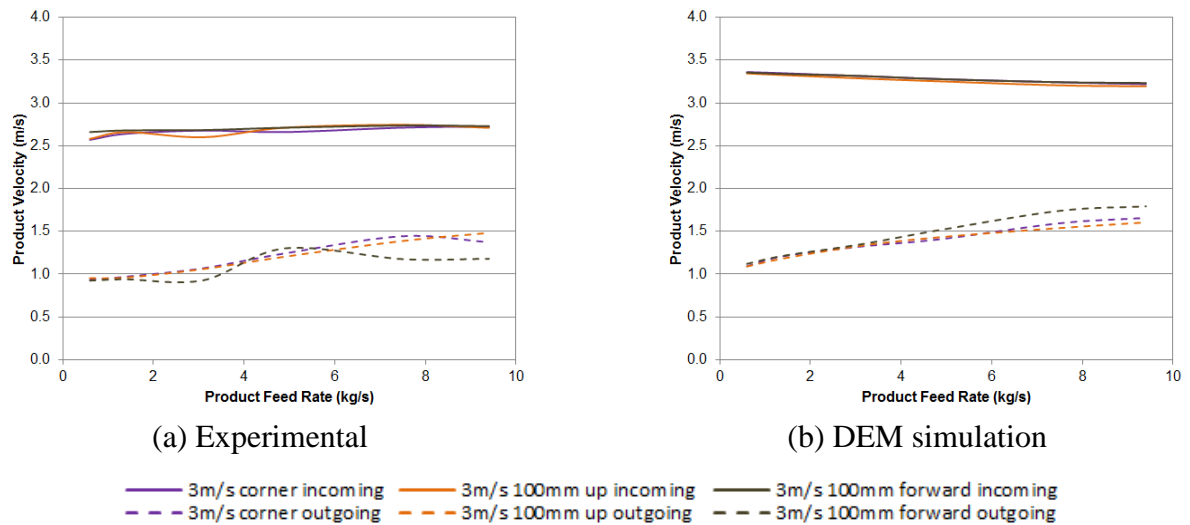 4.0
3.5
3.0
2.5
2.0
1.5
1.0
0.5
0.0
Product Velocity (m/s)
0 2 4 6 8 10
Product Feed Rate (kg/s)
(a) Experimental
4.0
3.5
3.0
2.5
2.0
1.5
1.0
0.5
0.0
Product Velocity (m/s)
0 2 4 6 8 10
Product Feed Rate (kg/s)
(b) DEM simulation
3m/s corner incoming 3m/s 100mm up incoming 3m/s 100mm forward incoming
3m/s corner outgoing 3m/s 100mm up outgoing 3m/s 100mm forward outgoing